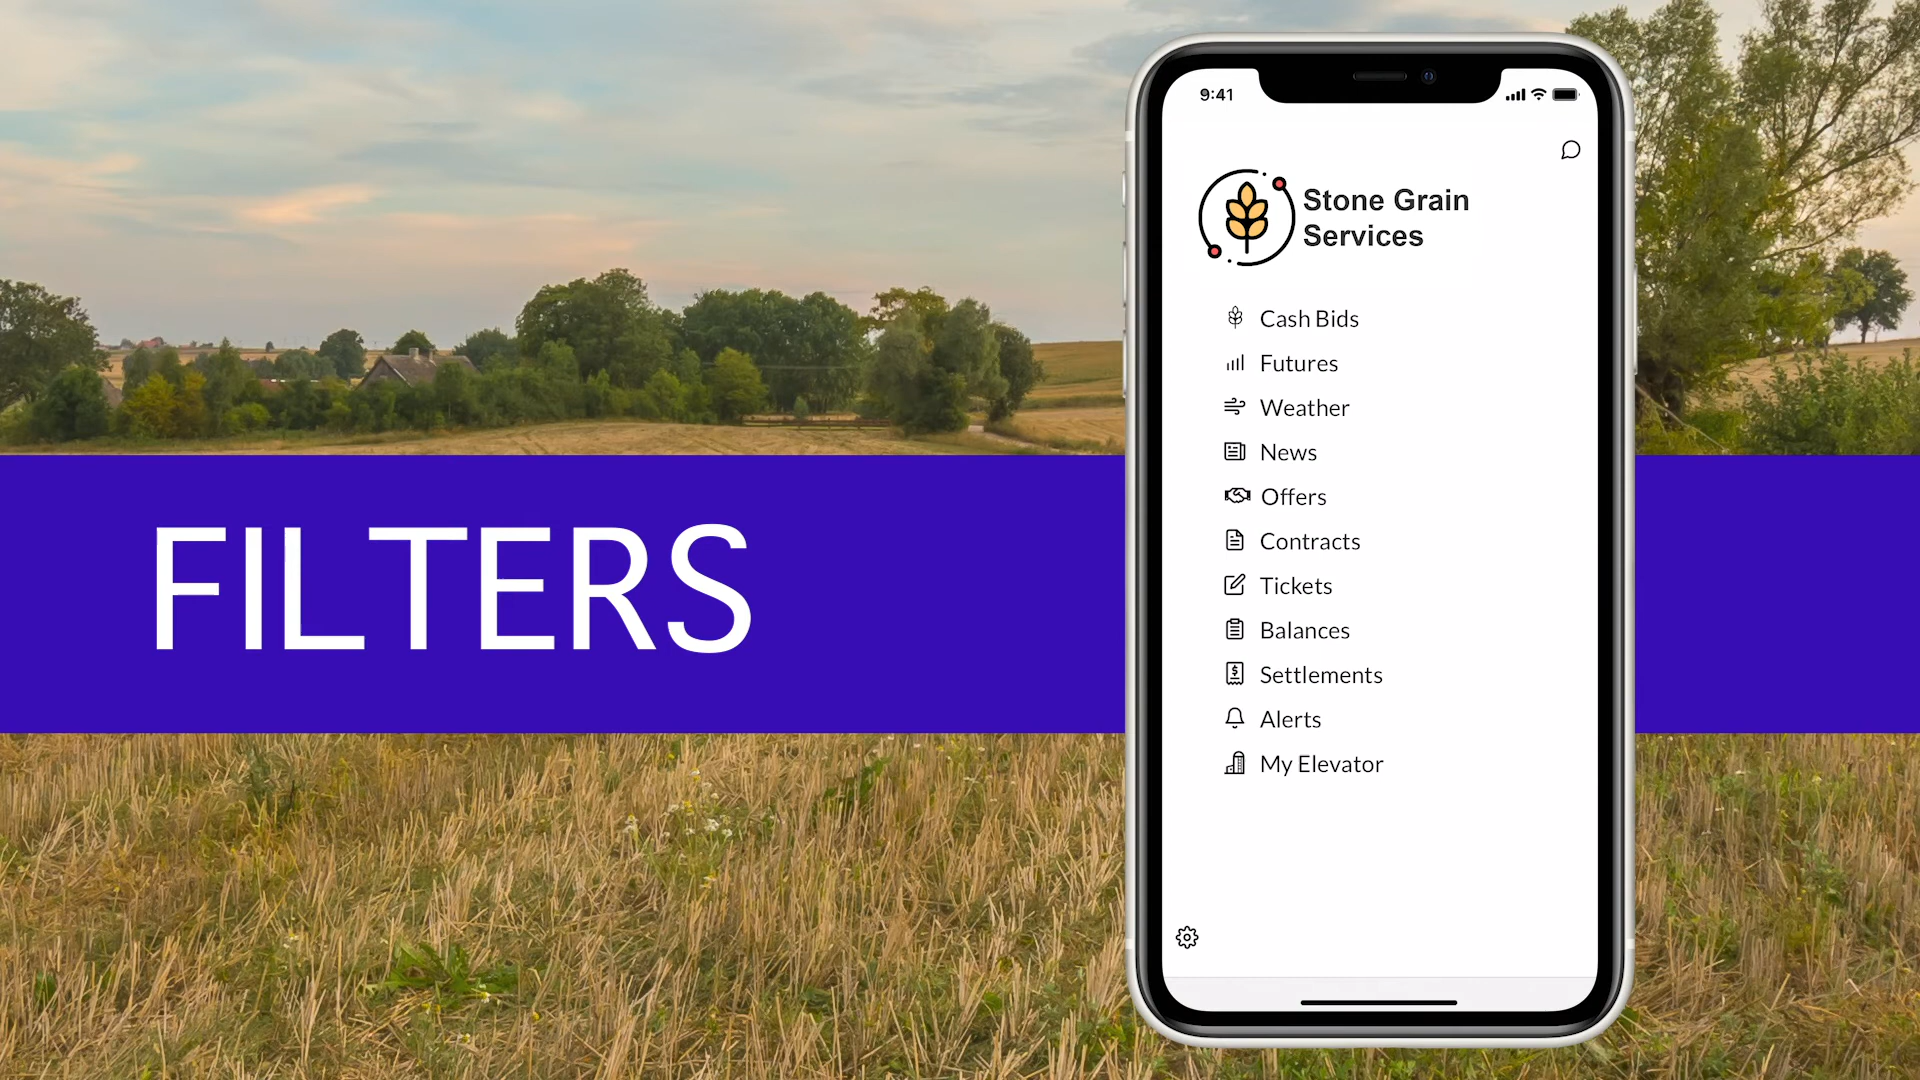 FILTERS
9:41
Stone Grain
Services
Cash Bids
Futures
Weather
News
Offers
Contracts
Tickets
Balances
Settlements
Alerts
My Elevator